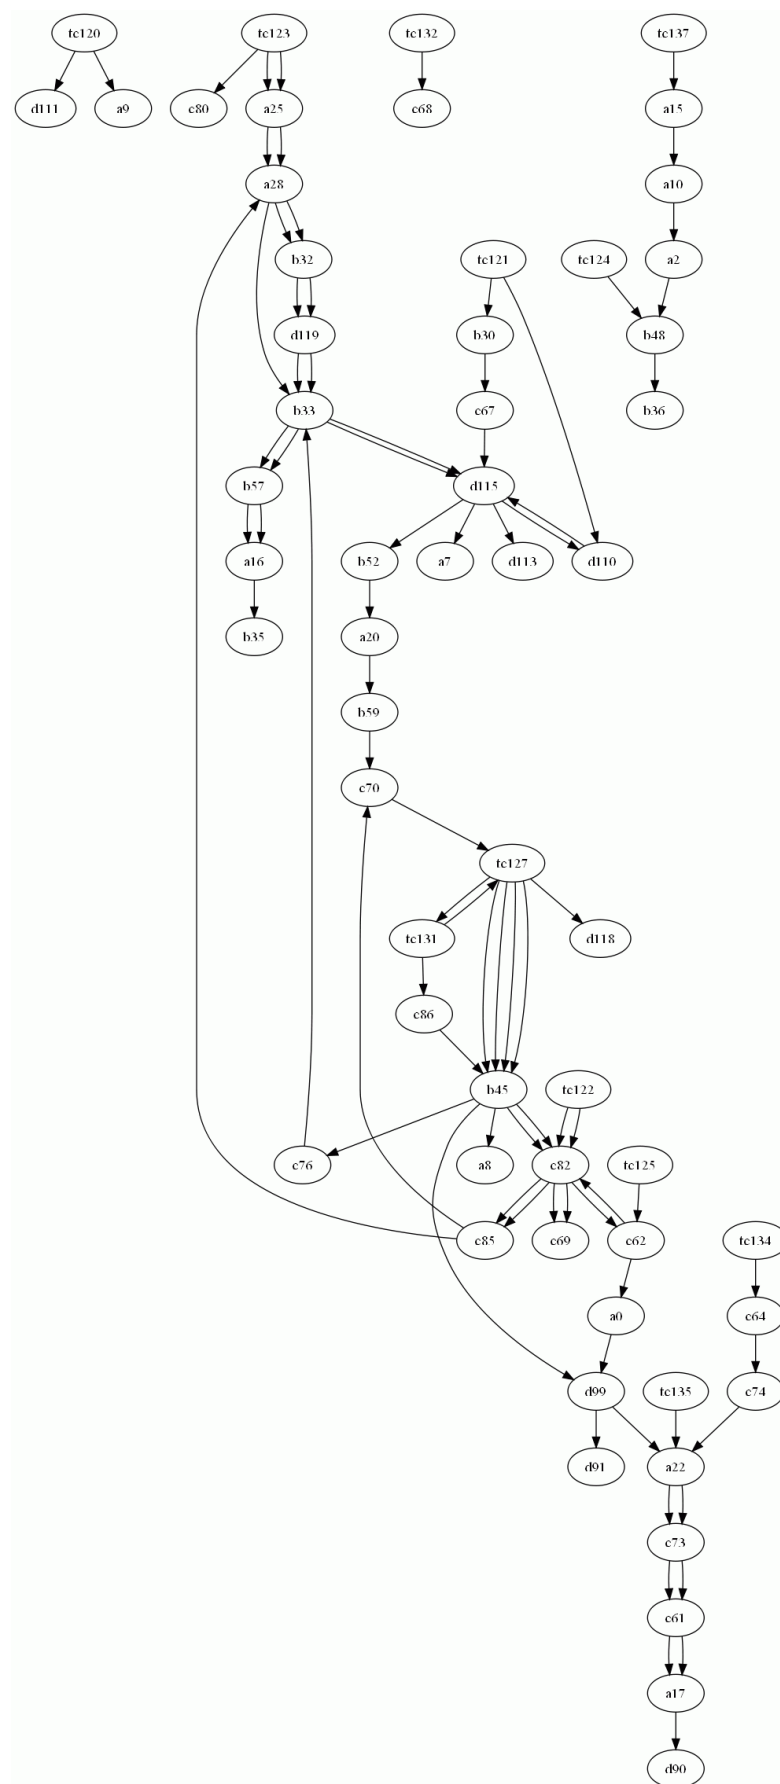 tc120 tc123 tc132 tc137
d111 a9 c80 a25 c68 a15
a28 a10
b32 tc121 tc124 a2
d119 b30 b48
b33 c67 b36
b57 d115
a16 b52 a7 d113 d110
b35 a20
b59
c70
tc127
tc131 d118
c86
b45 tc122
c76 a8 c82 tc125
c85 c69 c62 tc134
a0 c64
d99 tc135 c74
d91 a22
c73
c61
a17
d90